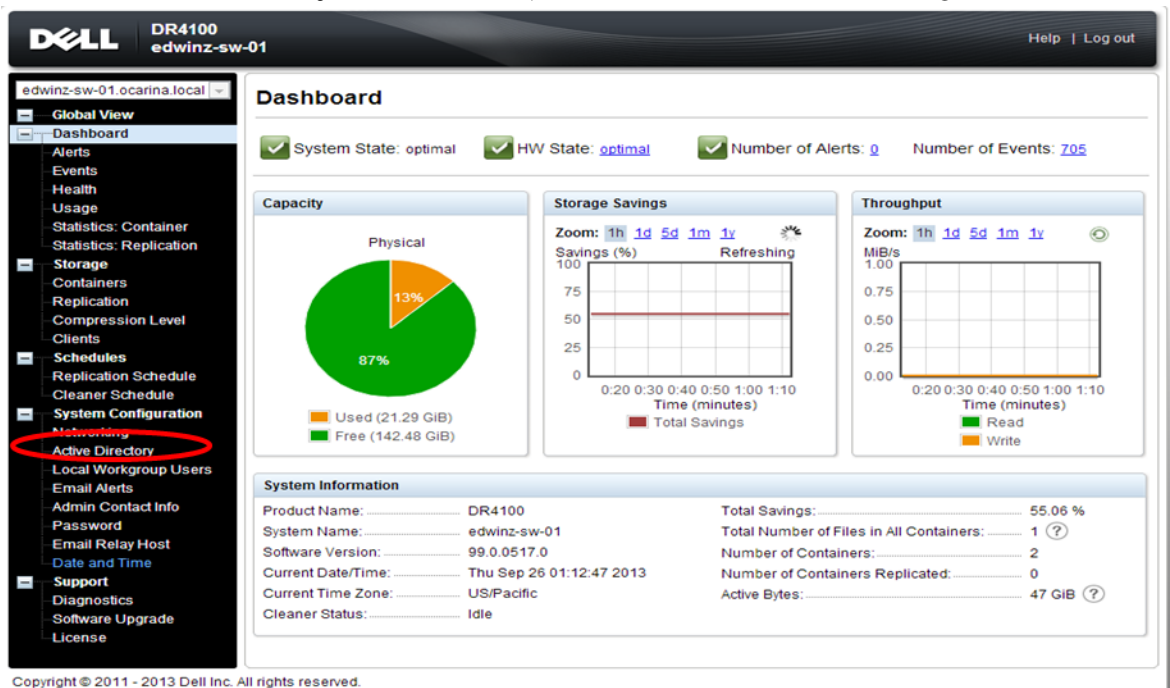 DELL
DR4100
edwinz-sw-01
Help | Log out
edwinz-sw-01.ocarina.local
Global View
Dashboard
Alerts
Events
Health
Usage
Statistics: Container
Statistics: Replication
Storage
Containers
Replication
Compression Level
Clients
Schedules
Replication Schedule
Cleaner Schedule
System Configuration
Networking
Active Directory
Local Workgroup Users
Email Alerts
Admin Contact Info
Password
Email Relay Host
Date and Time
Support
Diagnostics
Software Upgrade
License
Dashboard
System State: optimal HW State: optimal Number of Alerts: 0 Number of Events: 705
Capacity
Physical
13%
87%
Used (21.29 GiB)
Free (142.48 GiB)
Storage Savings
Zoom: 1h 1d 5d 1m 1y
Savings (%) Refreshing
100
75
50
25
0
0:20 0:30 0:40 0:50 1:00 1:10
Time (minutes)
Total Savings
Throughput
Zoom: 1h 1d 5d 1m 1y
MiB/s
1.00
0.75
0.50
0.25
0.00
0:20 0:30 0:40 0:50 1:00 1:10
Time (minutes)
Read
Write
System Information
Product Name: DR4100
System Name: edwinz-sw-01
Software Version: 99.0.0517.0
Current Date/Time: Thu Sep 26 01:12:47 2013
Current Time Zone: US/Pacific
Cleaner Status: Idle
Total Savings: 55.06 %
Total Number of Files in All Containers: 1 ?
Number of Containers: 2
Number of Containers Replicated: 0
Active Bytes: 47 GiB ?
Copyright © 2011 - 2013 Dell Inc. All rights reserved.